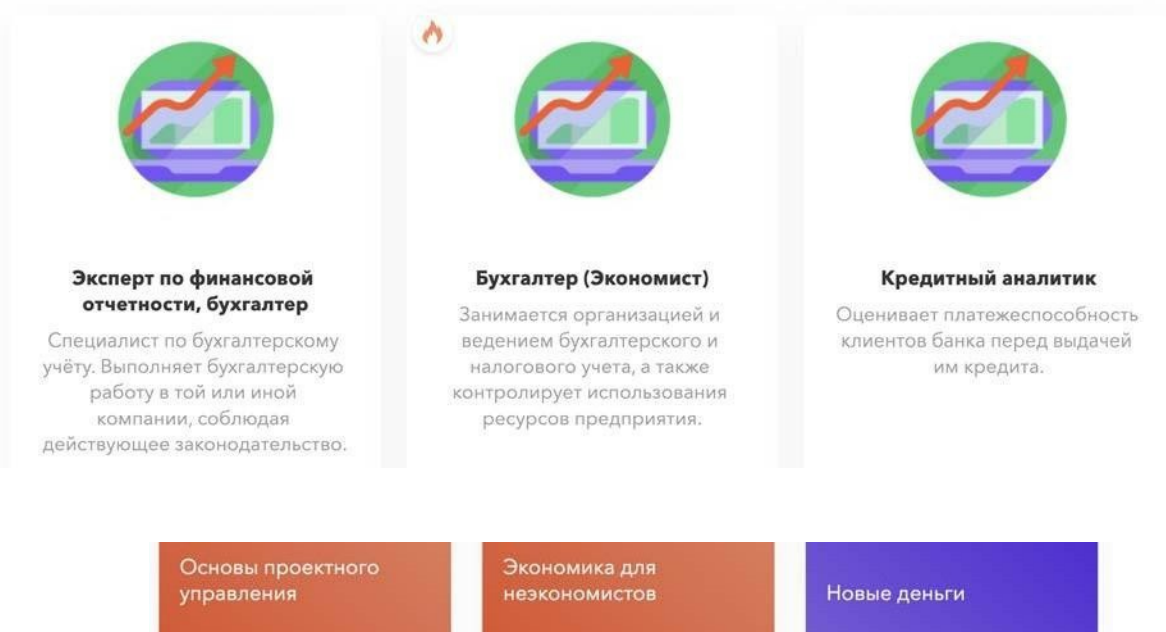 Эксперт по финансовой
отчетности, бухгалтер
Специалист по бухгалтерскому
учёту. Выполняет бухгалтерскую
работу в той или иной
компании, соблюдая
действующее законодательство.
Бухгалтер (Экономист)
Занимается организацией и
ведением бухгалтерского и
налогового учета, а также
контролирует использования
ресурсов предприятия.
Кредитный аналитик
Оценивает платежеспособность
клиентов банка перед выдачей
им кредита.
Основы проектного
управления
Экономика для
неэкономистов
Новые деньги